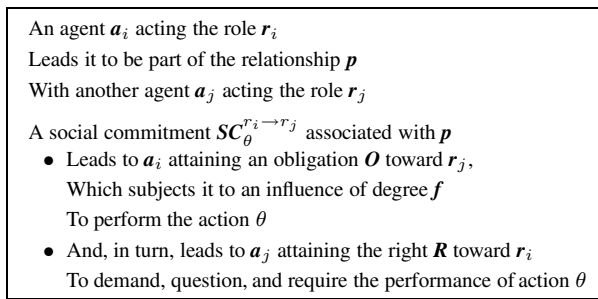 An agent a_i acting the role r_i
Leads it to be part of the relationship p
With another agent a_j acting the role r_j
A social commitment SC_θ^{r_i→r_j} associated with p
• Leads to a_i attaining an obligation O toward r_j,
Which subjects it to an influence of degree f
To perform the action θ
• And, in turn, leads to a_j attaining the right R toward r_i
To demand, question, and require the performance of action θ